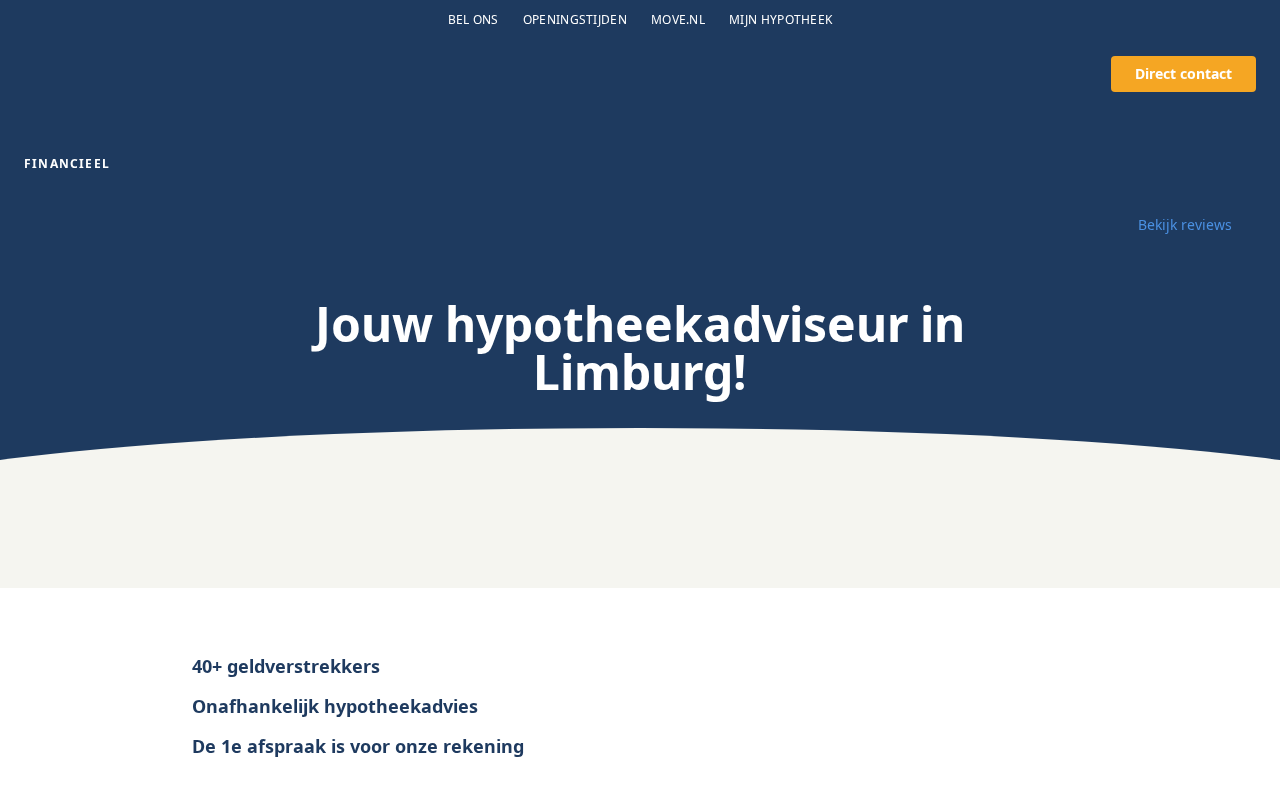 BEL ONS OPENINGSTIJDEN MOVE.NL MIJN HYPOTHEEK
Direct contact
FINANCIEEL
Bekijk reviews
Jouw hypotheekadviseur in
Limburg!
40+ geldverstrekkers
Onafhankelijk hypotheekadvies
De 1e afspraak is voor onze rekening